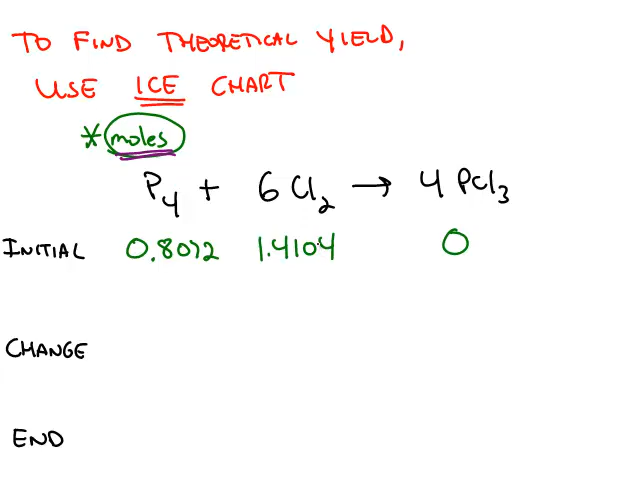 TO FIND THEORETICAL YIELD,
USE ICE CHART
* moles
P₄ + 6 Cl₂ → 4 PCl₃
INITIAL 0.8072 1.4104 0
CHANGE
END